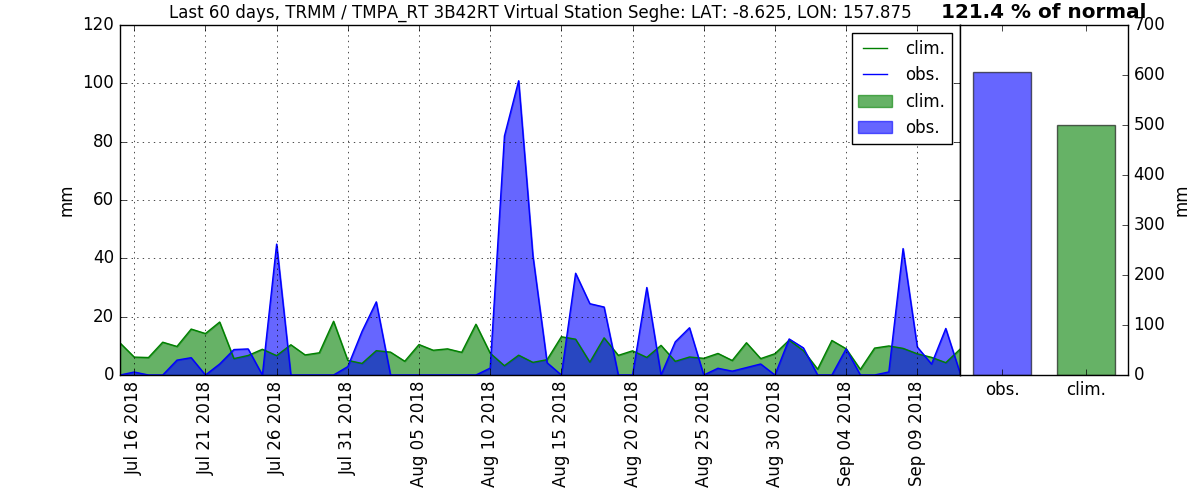 Last 60 days, TRMM / TMPA_RT 3B42RT Virtual Station Seghe: LAT: -8.625, LON: 157.875
121.4 % of normal
120
100
80
60
40
20
0
mm
clim.
obs.
clim.
obs.
Jul 16 2018
Jul 21 2018
Jul 26 2018
Jul 31 2018
Aug 05 2018
Aug 10 2018
Aug 15 2018
Aug 20 2018
Aug 25 2018
Aug 30 2018
Sep 04 2018
Sep 09 2018
700
600
500
400
300
200
100
0
mm
obs.
clim.